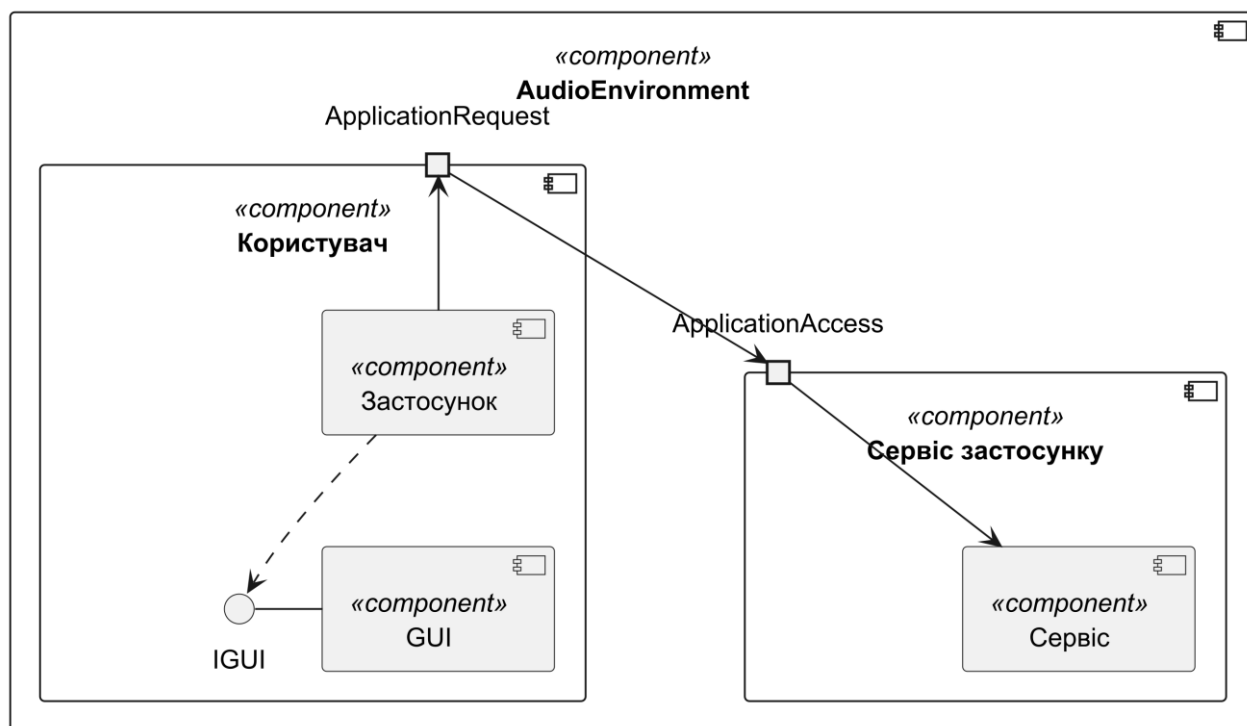 «component»
AudioEnvironment
ApplicationRequest
«component»
Користувач
ApplicationAccess
«component»
Застосунок
«component»
Сервіс застосунку
«component»
GUI
IGUI
«component»
Сервіс